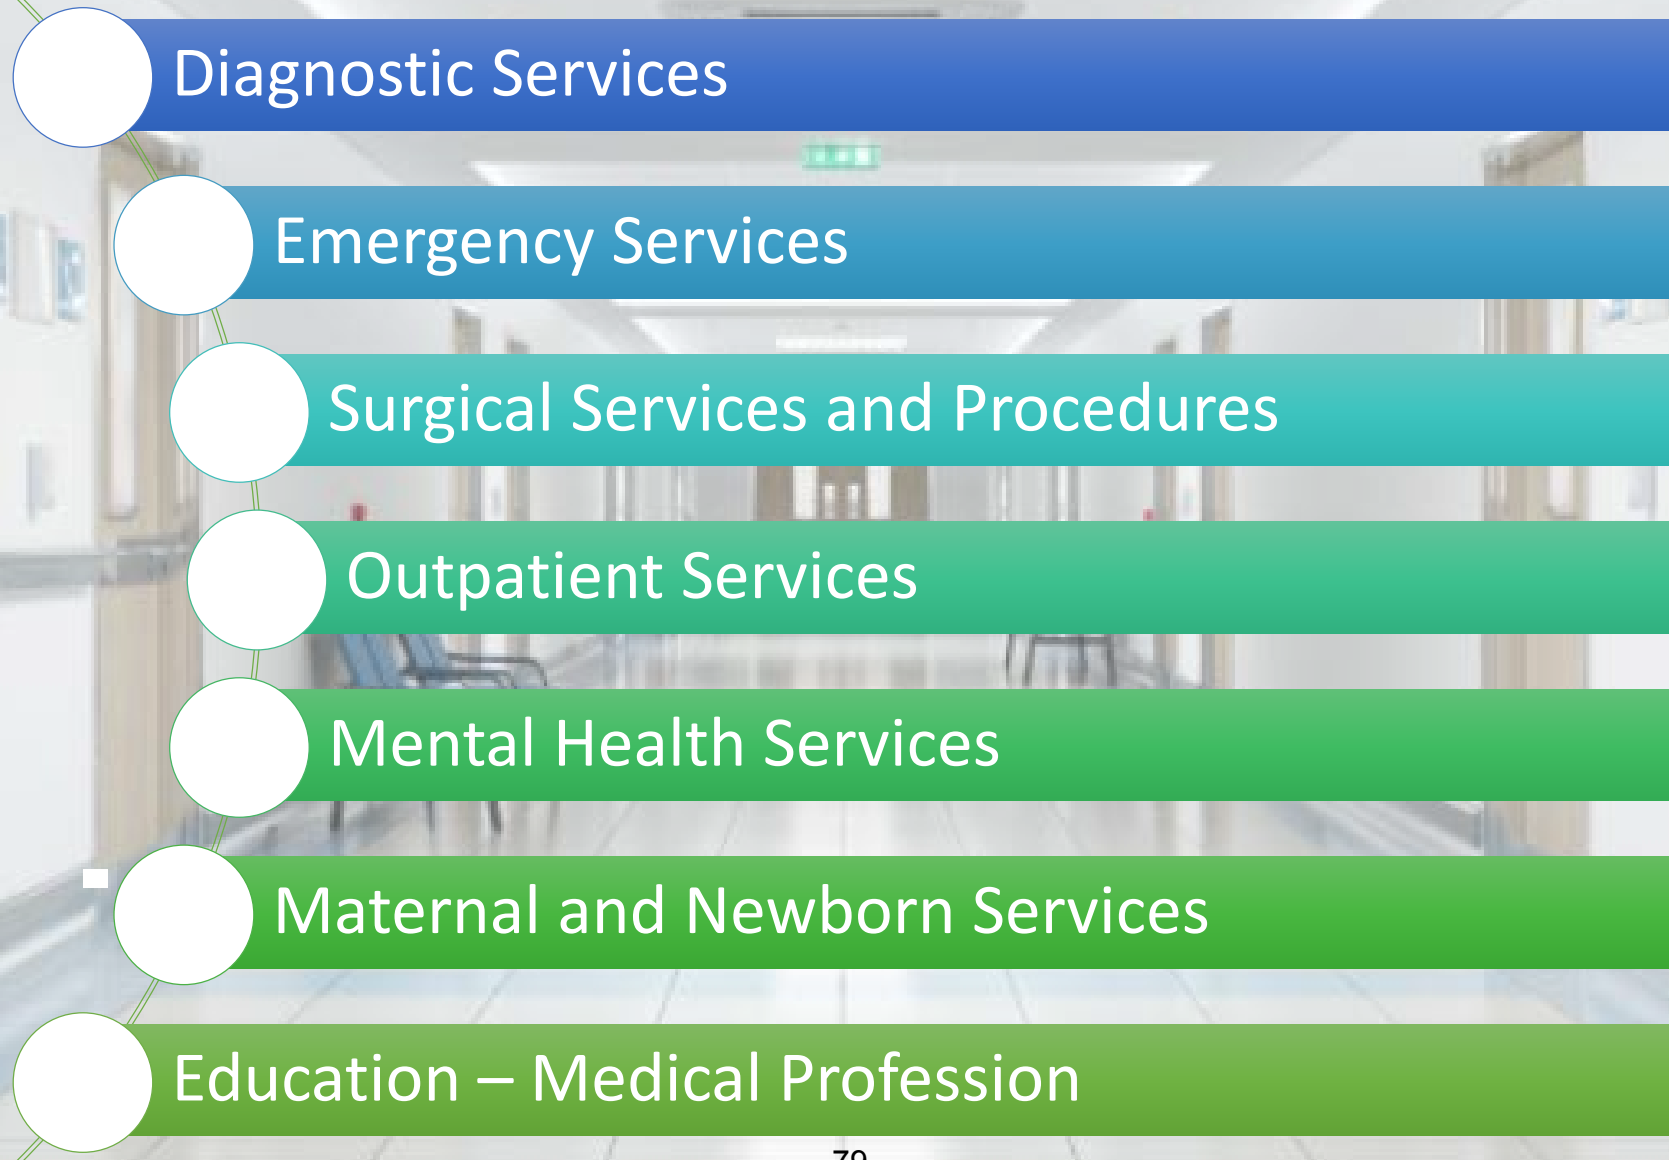 Diagnostic Services
Emergency Services
Surgical Services and Procedures
Outpatient Services
Mental Health Services
Maternal and Newborn Services
Education – Medical Profession